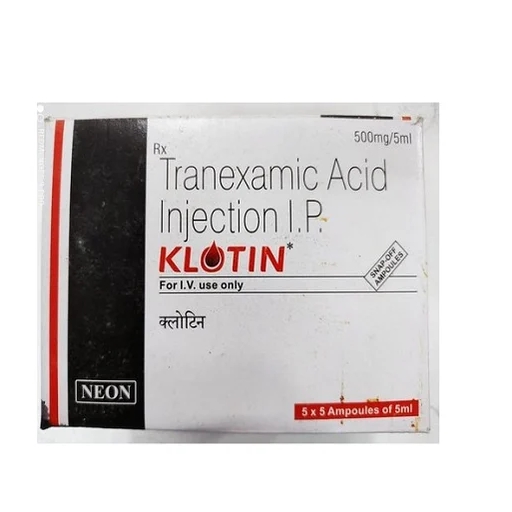 500mg/5ml
Rx
Tranexamic Acid
Injection I.P.
KLOTIN*
SNAP-OFF
AMPOULES
For I.V. use only
क्लोटिन
NEON
5 x 5 Ampoules of 5ml